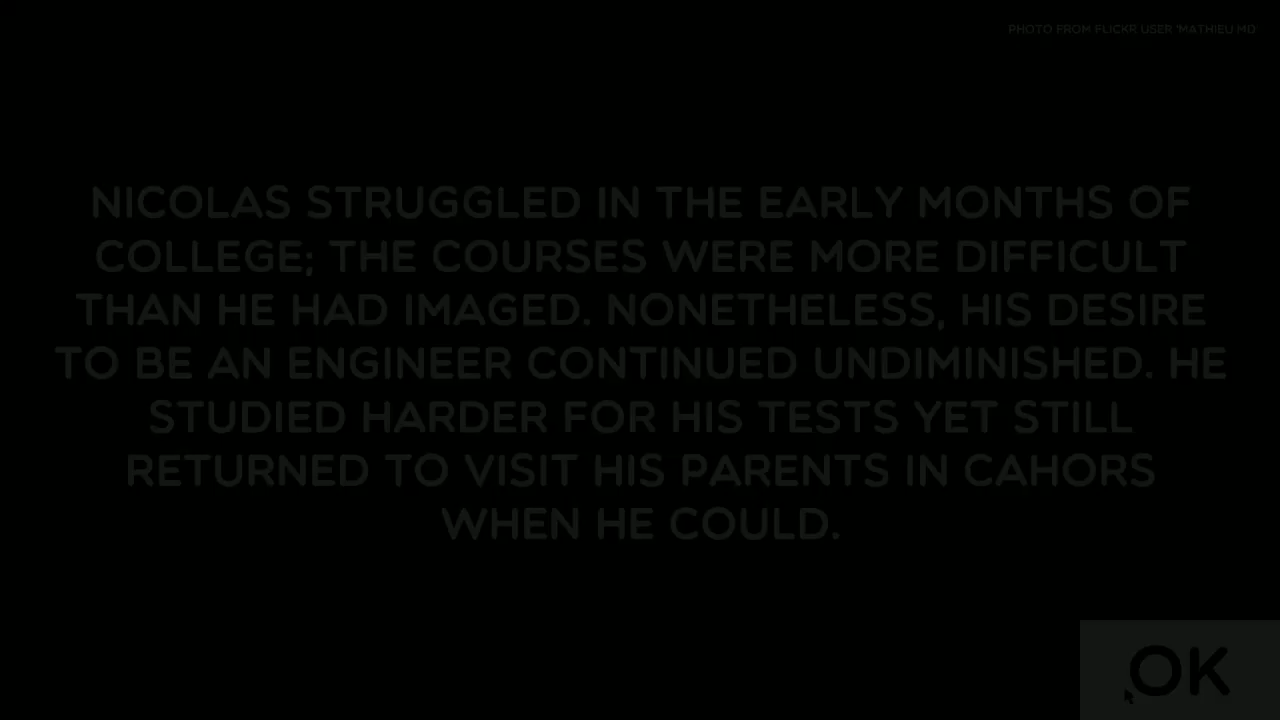 PHOTO FROM FLICKR USER 'MATHIEU MD'
NICOLAS STRUGGLED IN THE EARLY MONTHS OF
COLLEGE; THE COURSES WERE MORE DIFFICULT
THAN HE HAD IMAGED. NONETHELESS, HIS DESIRE
TO BE AN ENGINEER CONTINUED UNDIMINISHED. HE
STUDIED HARDER FOR HIS TESTS YET STILL
RETURNED TO VISIT HIS PARENTS IN CAHORS
WHEN HE COULD.
OK